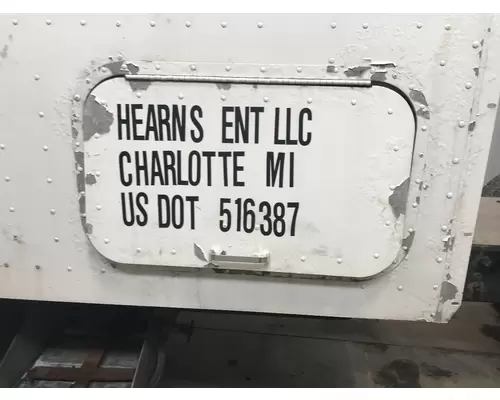 HEARNS ENT LLC
CHARLOTTE MI
US DOT 516387